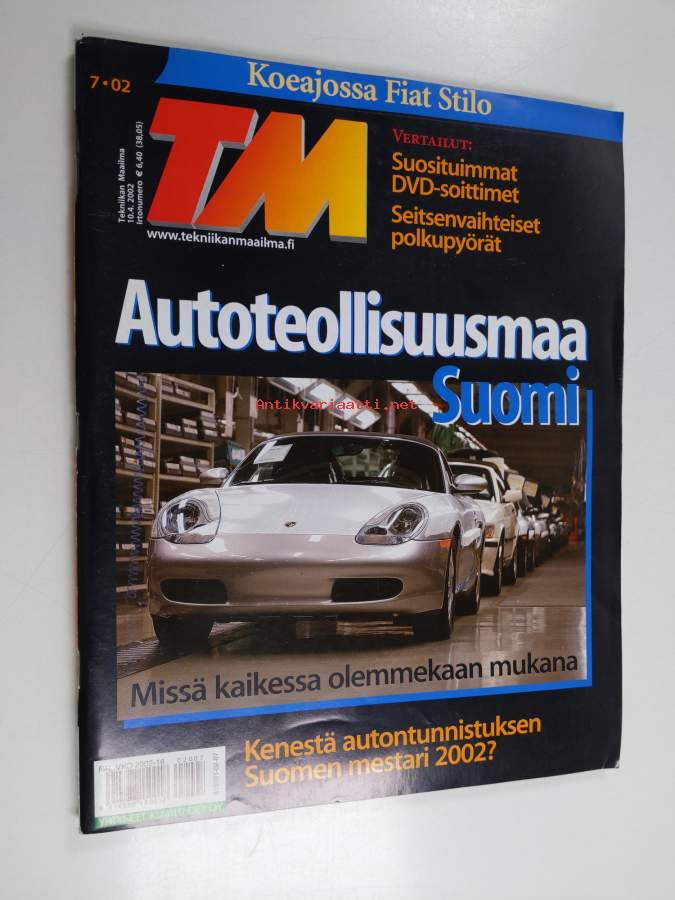 Koeajossa Fiat Stilo
7•02
TM
Tekniikan Maailma
10.4. 2002
Irtonumero € 6,40 (38,05)
www.tekniikanmaailma.fi
VERTAILUT:
Suosituimmat
DVD-soittimet
Seitsenvaihteiset
polkupyörät
Autoteollisuusmaa
Suomi
Antikvariaatti.net
Missä kaikessa olemmekaan mukana
Kenestä autontunnistuksen
Suomen mestari 2002?
02007